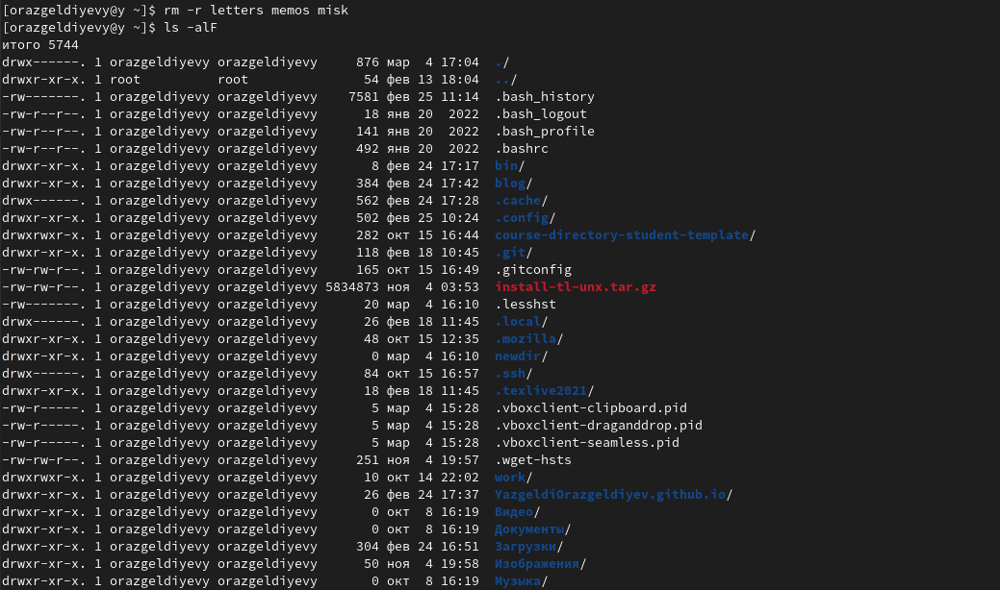 [orazgeldiyevy@y ~]$ rm -r letters memos misk
[orazgeldiyevy@y ~]$ ls -alF
итого 5744
drwx------. 1 orazgeldiyevy orazgeldiyevy     876 мар  4 17:04 ./
drwxr-xr-x. 1 root          root               54 фев 13 18:04 ../
-rw-------. 1 orazgeldiyevy orazgeldiyevy    7581 фев 25 11:14 .bash_history
-rw-r--r--. 1 orazgeldiyevy orazgeldiyevy      18 янв 20  2022 .bash_logout
-rw-r--r--. 1 orazgeldiyevy orazgeldiyevy     141 янв 20  2022 .bash_profile
-rw-r--r--. 1 orazgeldiyevy orazgeldiyevy     492 янв 20  2022 .bashrc
drwxr-xr-x. 1 orazgeldiyevy orazgeldiyevy       8 фев 24 17:17 bin/
drwxr-xr-x. 1 orazgeldiyevy orazgeldiyevy     384 фев 24 17:42 blog/
drwx------. 1 orazgeldiyevy orazgeldiyevy     562 фев 24 17:28 .cache/
drwxr-xr-x. 1 orazgeldiyevy orazgeldiyevy     502 фев 25 10:24 .config/
drwxrwxr-x. 1 orazgeldiyevy orazgeldiyevy     282 окт 15 16:44 course-directory-student-template/
drwxr-xr-x. 1 orazgeldiyevy orazgeldiyevy     118 фев 18 10:45 .git/
-rw-rw-r--. 1 orazgeldiyevy orazgeldiyevy     165 окт 15 16:49 .gitconfig
-rw-rw-r--. 1 orazgeldiyevy orazgeldiyevy 5834873 ноя  4 03:53 install-tl-unx.tar.gz
-rw-------. 1 orazgeldiyevy orazgeldiyevy      20 мар  4 16:10 .lesshst
drwx------. 1 orazgeldiyevy orazgeldiyevy      26 фев 18 11:45 .local/
drwxr-xr-x. 1 orazgeldiyevy orazgeldiyevy      48 окт 15 12:35 .mozilla/
drwxr-xr-x. 1 orazgeldiyevy orazgeldiyevy       0 мар  4 16:10 newdir/
drwx------. 1 orazgeldiyevy orazgeldiyevy      84 окт 15 16:57 .ssh/
drwxr-xr-x. 1 orazgeldiyevy orazgeldiyevy      18 фев 18 11:45 .texlive2021/
-rw-r-----. 1 orazgeldiyevy orazgeldiyevy       5 мар  4 15:28 .vboxclient-clipboard.pid
-rw-r-----. 1 orazgeldiyevy orazgeldiyevy       5 мар  4 15:28 .vboxclient-draganddrop.pid
-rw-r-----. 1 orazgeldiyevy orazgeldiyevy       5 мар  4 15:28 .vboxclient-seamless.pid
-rw-rw-r--. 1 orazgeldiyevy orazgeldiyevy     251 ноя  4 19:57 .wget-hsts
drwxrwxr-x. 1 orazgeldiyevy orazgeldiyevy      10 окт 14 22:02 work/
drwxr-xr-x. 1 orazgeldiyevy orazgeldiyevy      26 фев 24 17:37 YazgeldiOrazgeldiyev.github.io/
drwxr-xr-x. 1 orazgeldiyevy orazgeldiyevy       0 окт  8 16:19 Видео/
drwxr-xr-x. 1 orazgeldiyevy orazgeldiyevy       0 окт  8 16:19 Документы/
drwxr-xr-x. 1 orazgeldiyevy orazgeldiyevy     304 фев 24 16:51 Загрузки/
drwxr-xr-x. 1 orazgeldiyevy orazgeldiyevy      50 ноя  4 19:58 Изображения/
drwxr-xr-x. 1 orazgeldiyevy orazgeldiyevy       0 окт  8 16:19 Музыка/